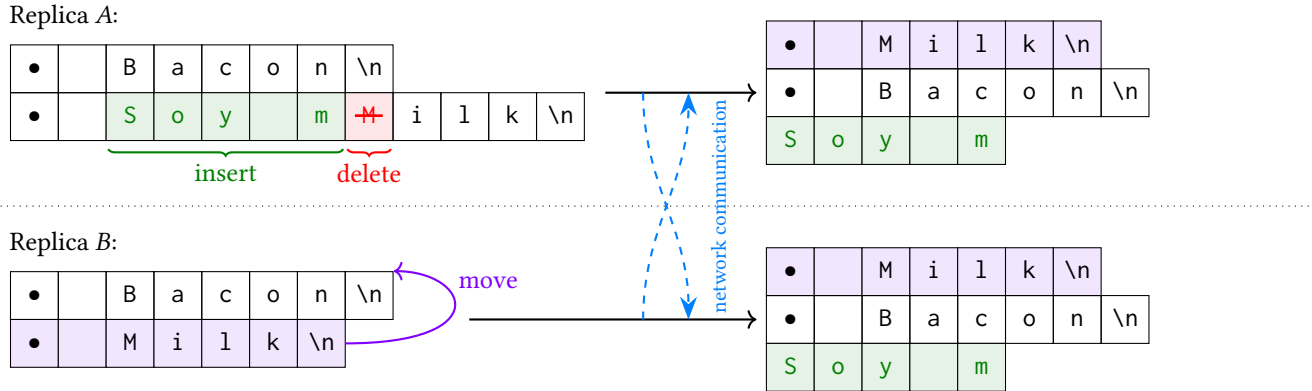 Replica A:
• B a c o n \n
• S o y m M i l k \n
insert delete
• M i l k \n
• B a c o n \n
S o y m
network communication
Replica B:
• B a c o n \n
• M i l k \n
move
• M i l k \n
• B a c o n \n
S o y m